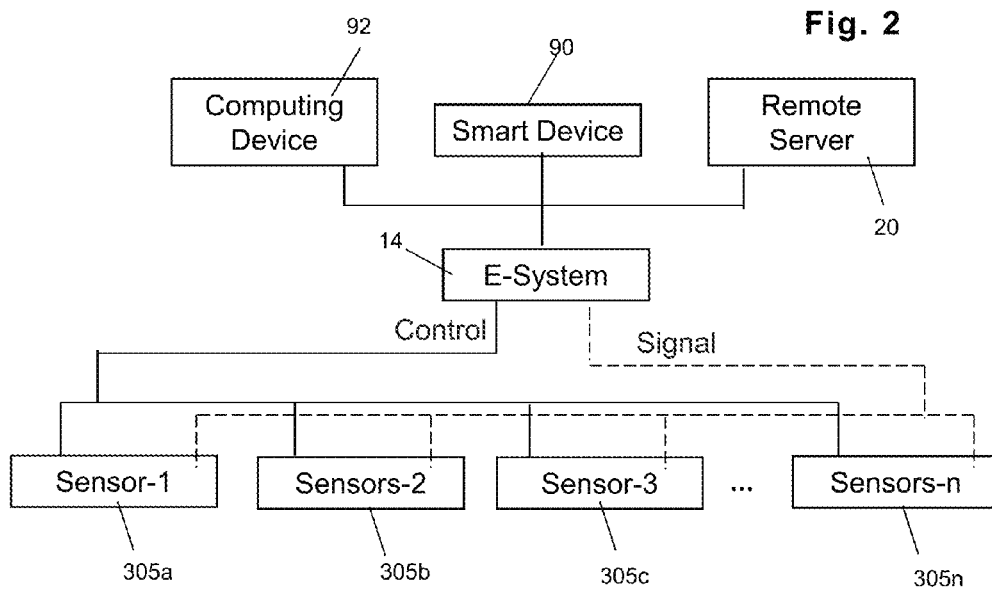 Fig. 2
92
90
Computing
Device
Smart Device
Remote
Server
20
14
E-System
Control
Signal
Sensor-1
Sensors-2
Sensor-3
...
Sensors-n
305a
305b
305c
305n